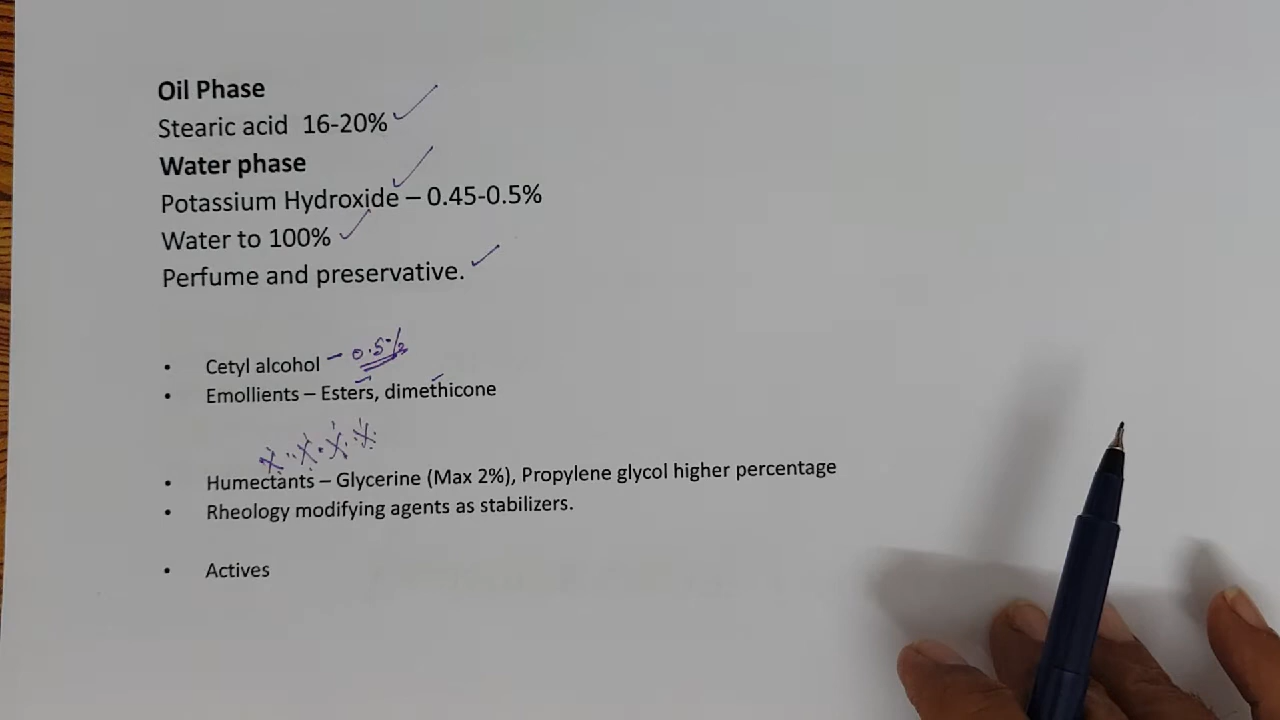 Oil Phase
Stearic acid 16-20%
Water phase
Potassium Hydroxide – 0.45-0.5%
Water to 100%
Perfume and preservative.
• Cetyl alcohol – 0.5%
• Emollients – Esters, dimethicone
X X X X
• Humectants – Glycerine (Max 2%), Propylene glycol higher percentage
• Rheology modifying agents as stabilizers.
• Actives